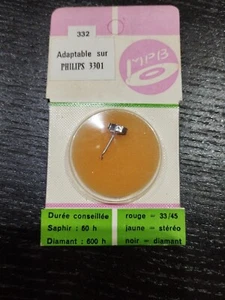 332
Adaptable sur
PHILIPS 3301
MPB
Durée conseillée
Saphir : 60 h
Diamant : 600 h
rouge = 33/45
jaune = stéréo
noir = diamant